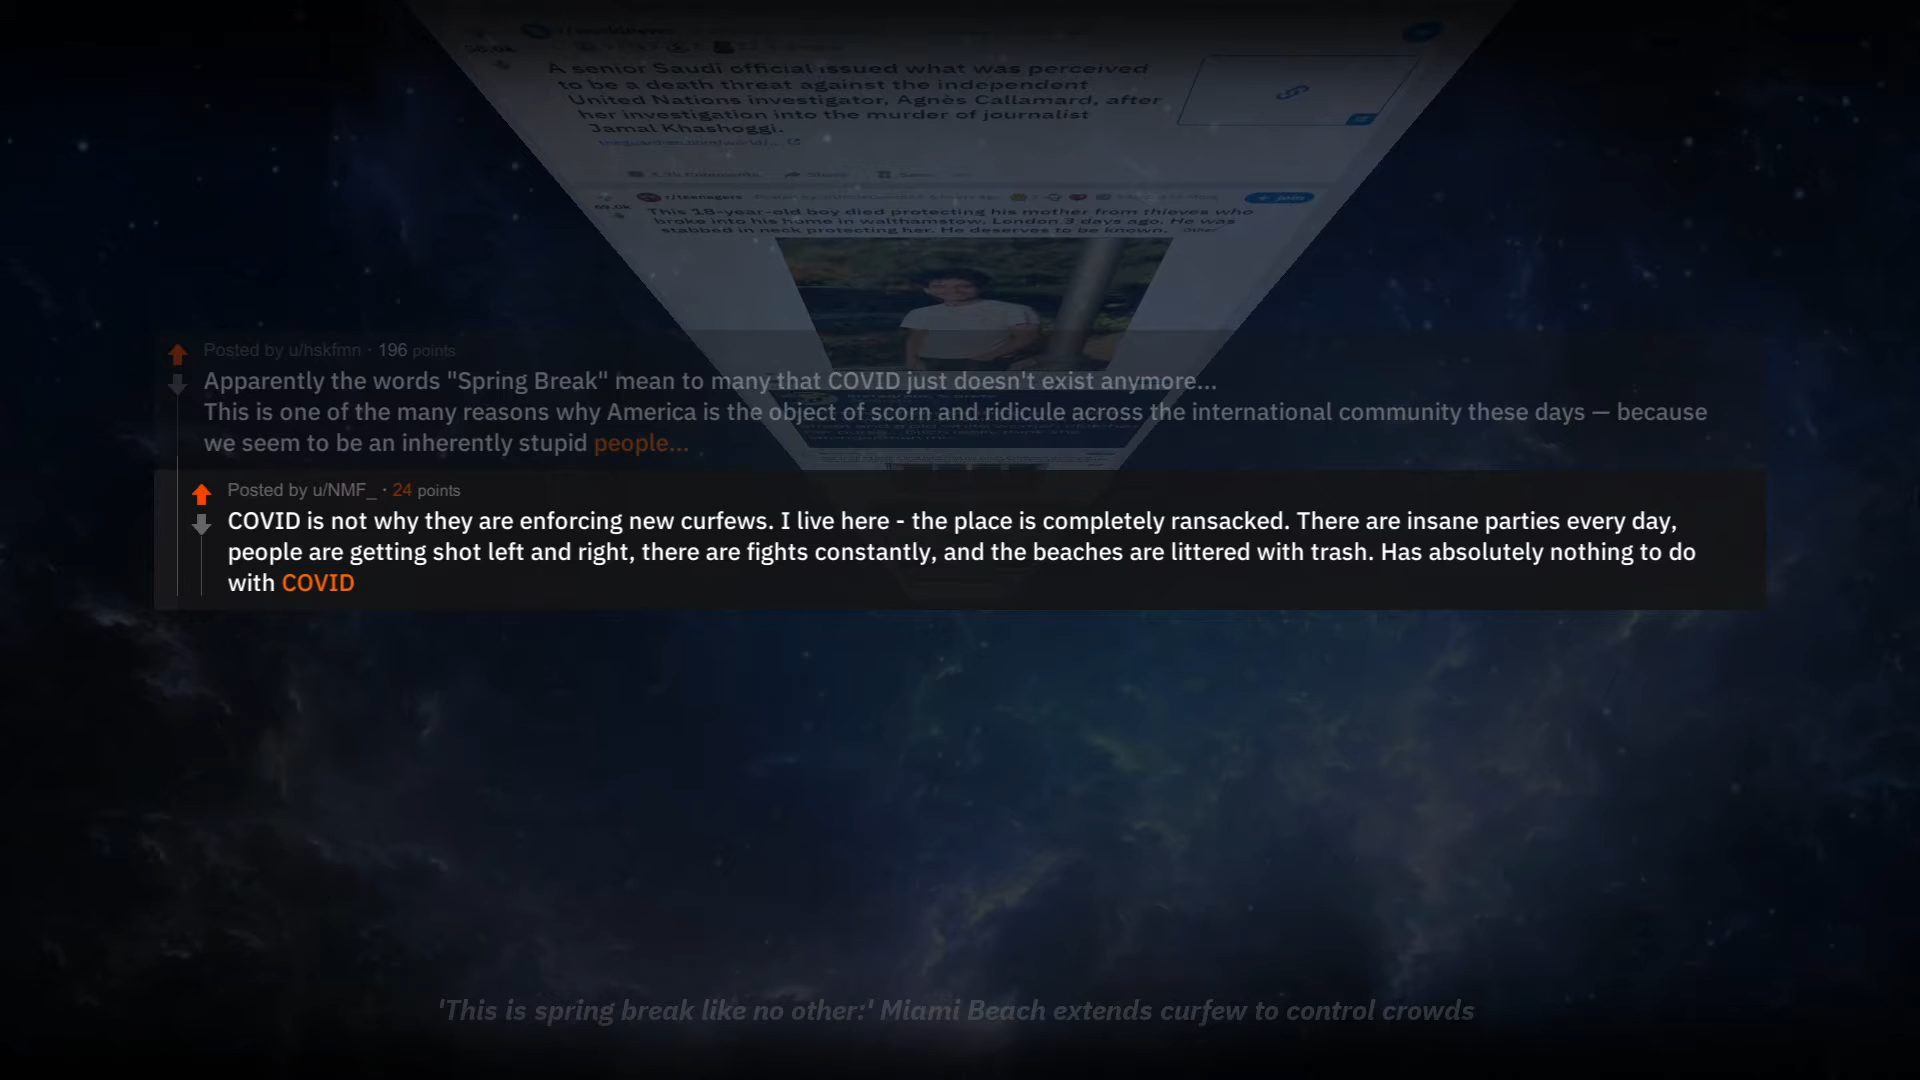 A senior Saudi official issued what was perceived
to be a death threat against the independent
United Nations investigator, Agnès Callamard, after
her investigation into the murder of journalist
Jamal Khashoggi.
r/teenagers
Join
This 18-year-old boy died protecting his mother from thieves who
broke into his home in walthamstow, London 3 days ago. He was
stabbed in neck protecting her. He deserves to be known.
Posted by u/hskfmn · 196 points
Apparently the words "Spring Break" mean to many that COVID just doesn't exist anymore...
This is one of the many reasons why America is the object of scorn and ridicule across the international community these days — because
we seem to be an inherently stupid people...
Posted by u/NMF_ · 24 points
COVID is not why they are enforcing new curfews. I live here - the place is completely ransacked. There are insane parties every day,
people are getting shot left and right, there are fights constantly, and the beaches are littered with trash. Has absolutely nothing to do
with COVID
'This is spring break like no other:' Miami Beach extends curfew to control crowds